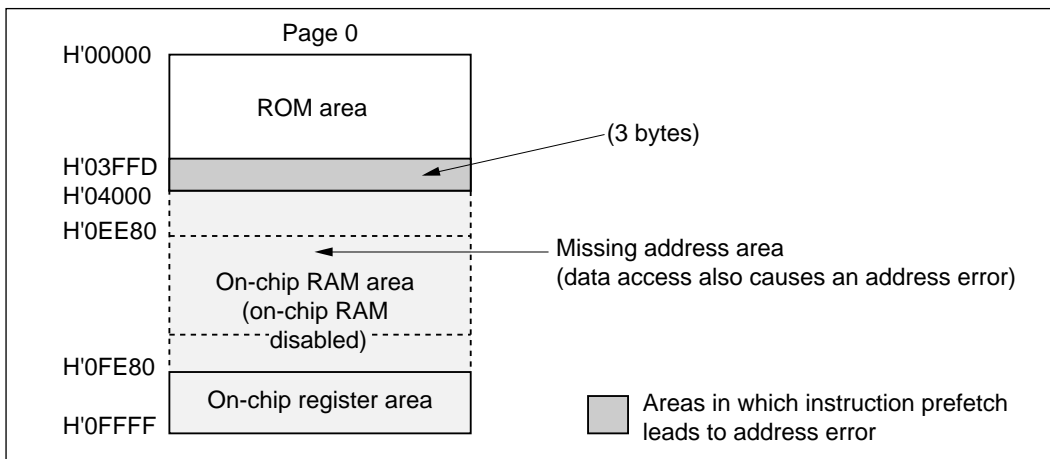 Page 0
H'00000
ROM area
(3 bytes)
H'03FFD
H'04000
H'0EE80
Missing address area
(data access also causes an address error)
On-chip RAM area
(on-chip RAM
disabled)
H'0FE80
On-chip register area
H'0FFFF
Areas in which instruction prefetch
leads to address error